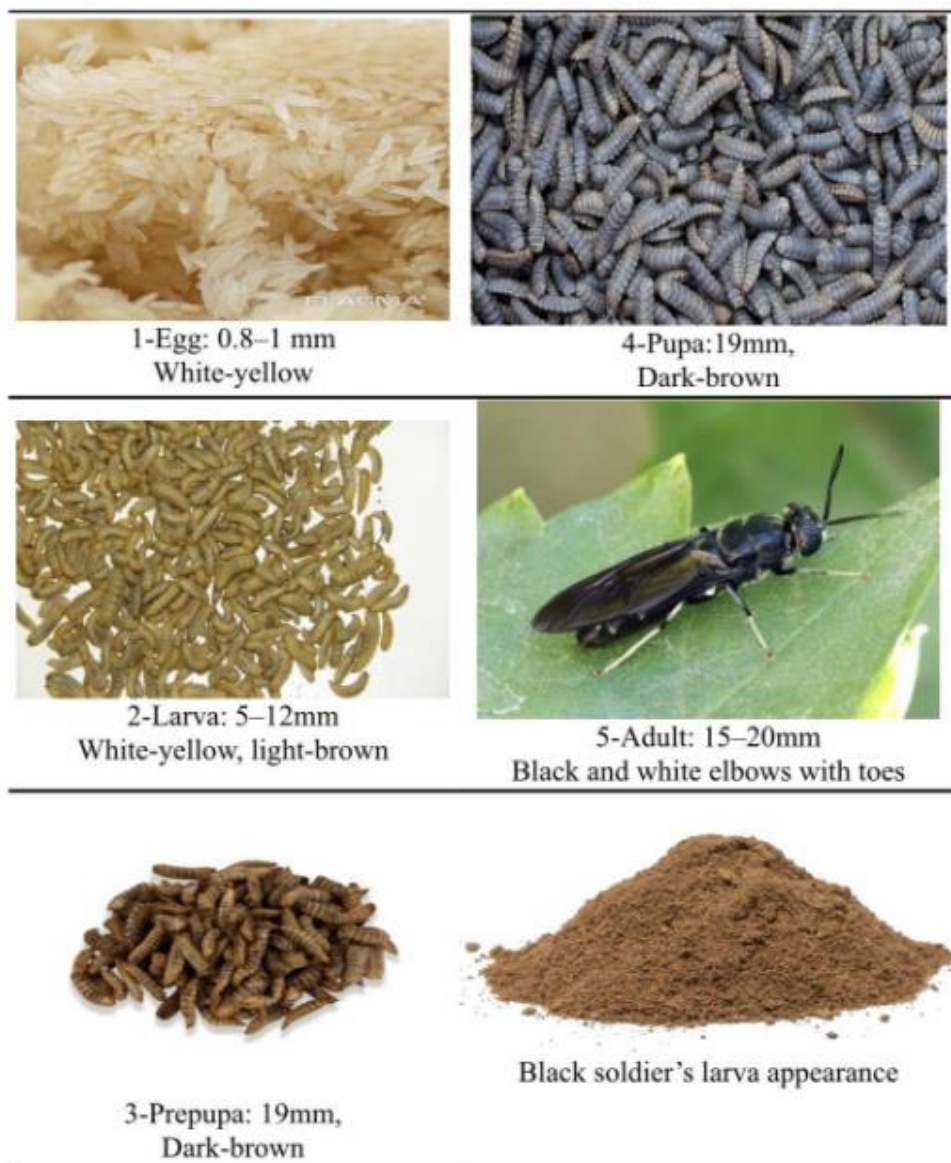 PLASMA
1-Egg: 0.8–1 mm
White-yellow
4-Pupa:19mm,
Dark-brown
2-Larva: 5–12mm
White-yellow, light-brown
5-Adult: 15–20mm
Black and white elbows with toes
3-Prepupa: 19mm,
Dark-brown
Black soldier’s larva appearance